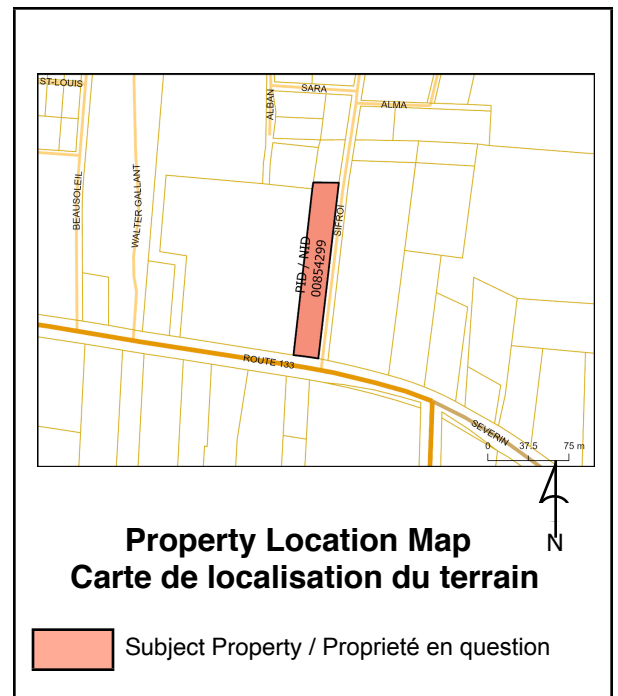 ST-LOUIS
SARA
ALMA
ALBAN
BEAUSOLEIL
WALTER GALLANT
SIFROI
PID / NID
00854299
ROUTE 133
SEVERIN
0 37.5 75 m
N
Property Location Map
Carte de localisation du terrain
Subject Property / Proprieté en question